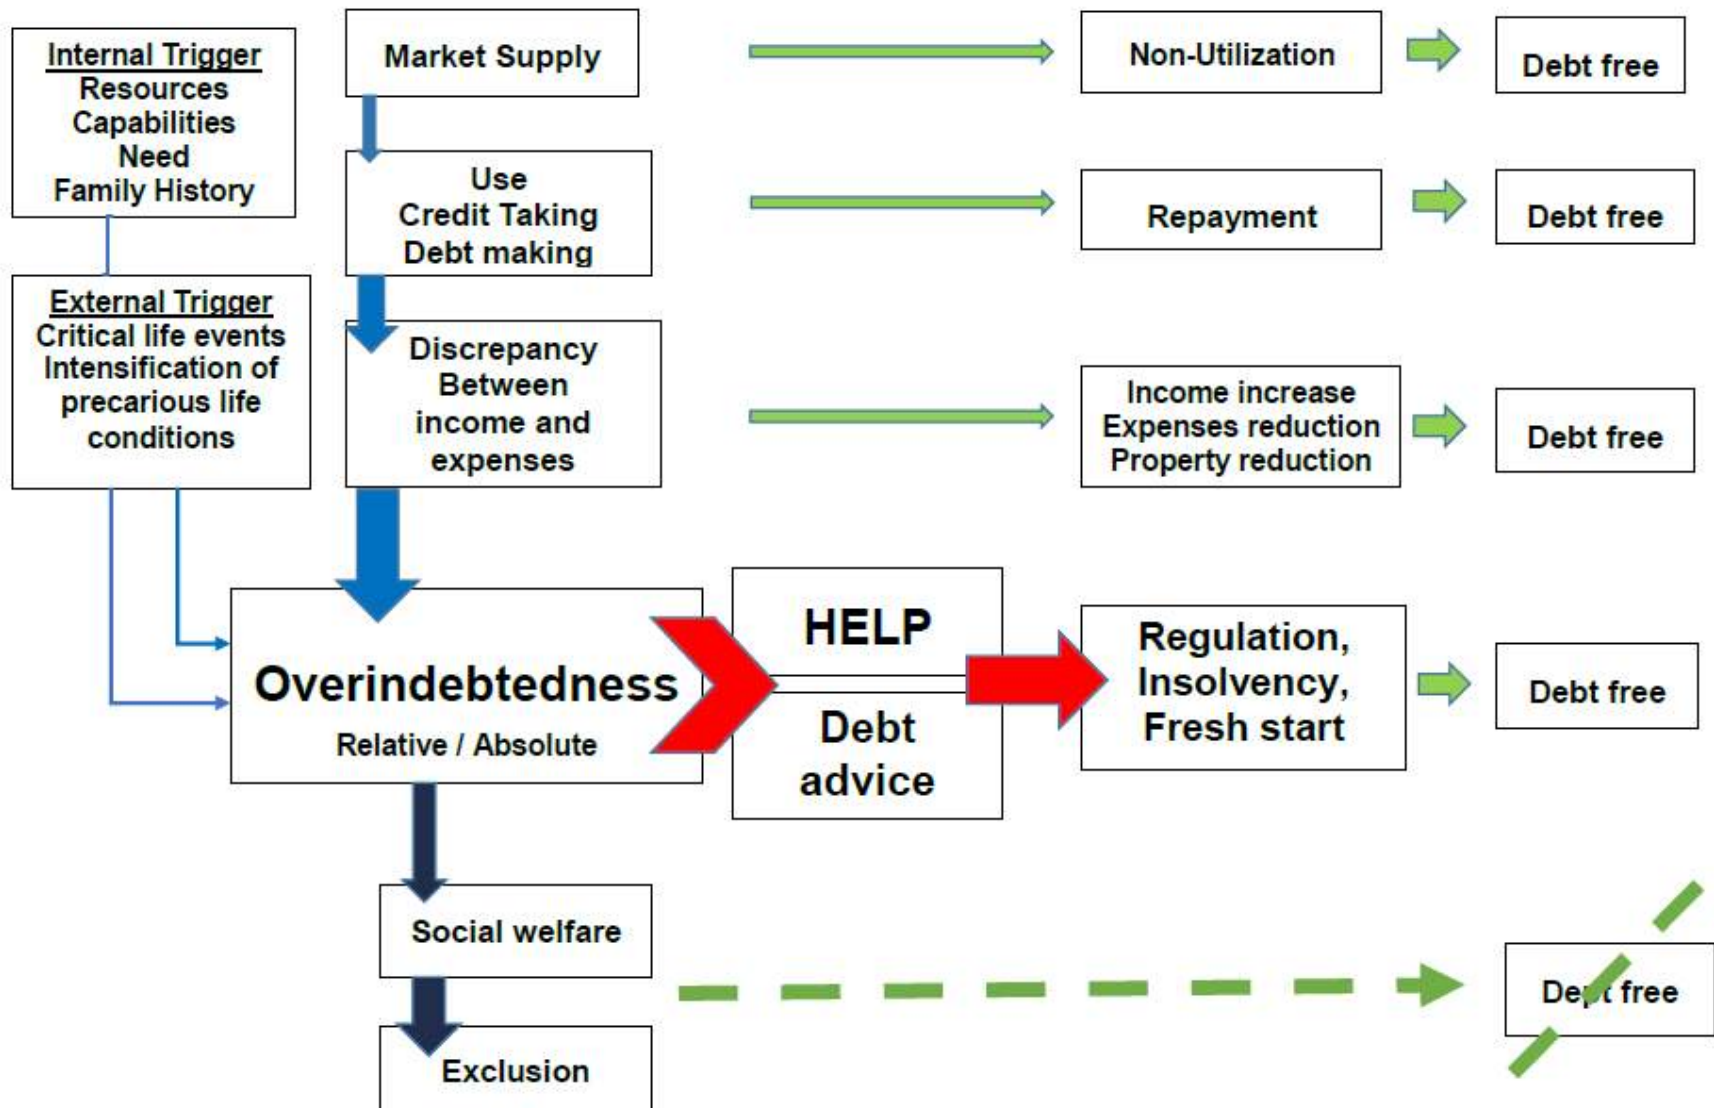 Internal Trigger
Resources
Capabilities
Need
Family History
Market Supply
Non-Utilization
Debt free
Use
Credit Taking
Debt making
Repayment
Debt free
External Trigger
Critical life events
Intensification of
precarious life
conditions
Discrepancy
Between
income and
expenses
Income increase
Expenses reduction
Property reduction
Debt free
Overindebtedness
Relative / Absolute
HELP
Debt
advice
Regulation,
Insolvency,
Fresh start
Debt free
Social welfare
Dept free
Exclusion